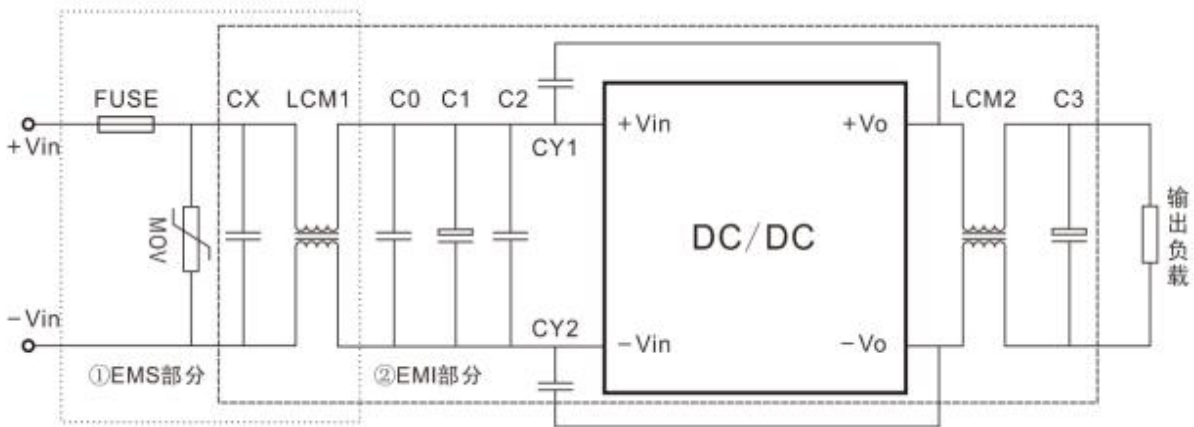 FUSE
CX
LCM1
C0
C1
C2
LCM2
C3
+Vin
CY1
+Vin
+Vo
MOV
DC/DC
输出负载
-Vin
CY2
-Vin
-Vo
①EMS部分
②EMI部分